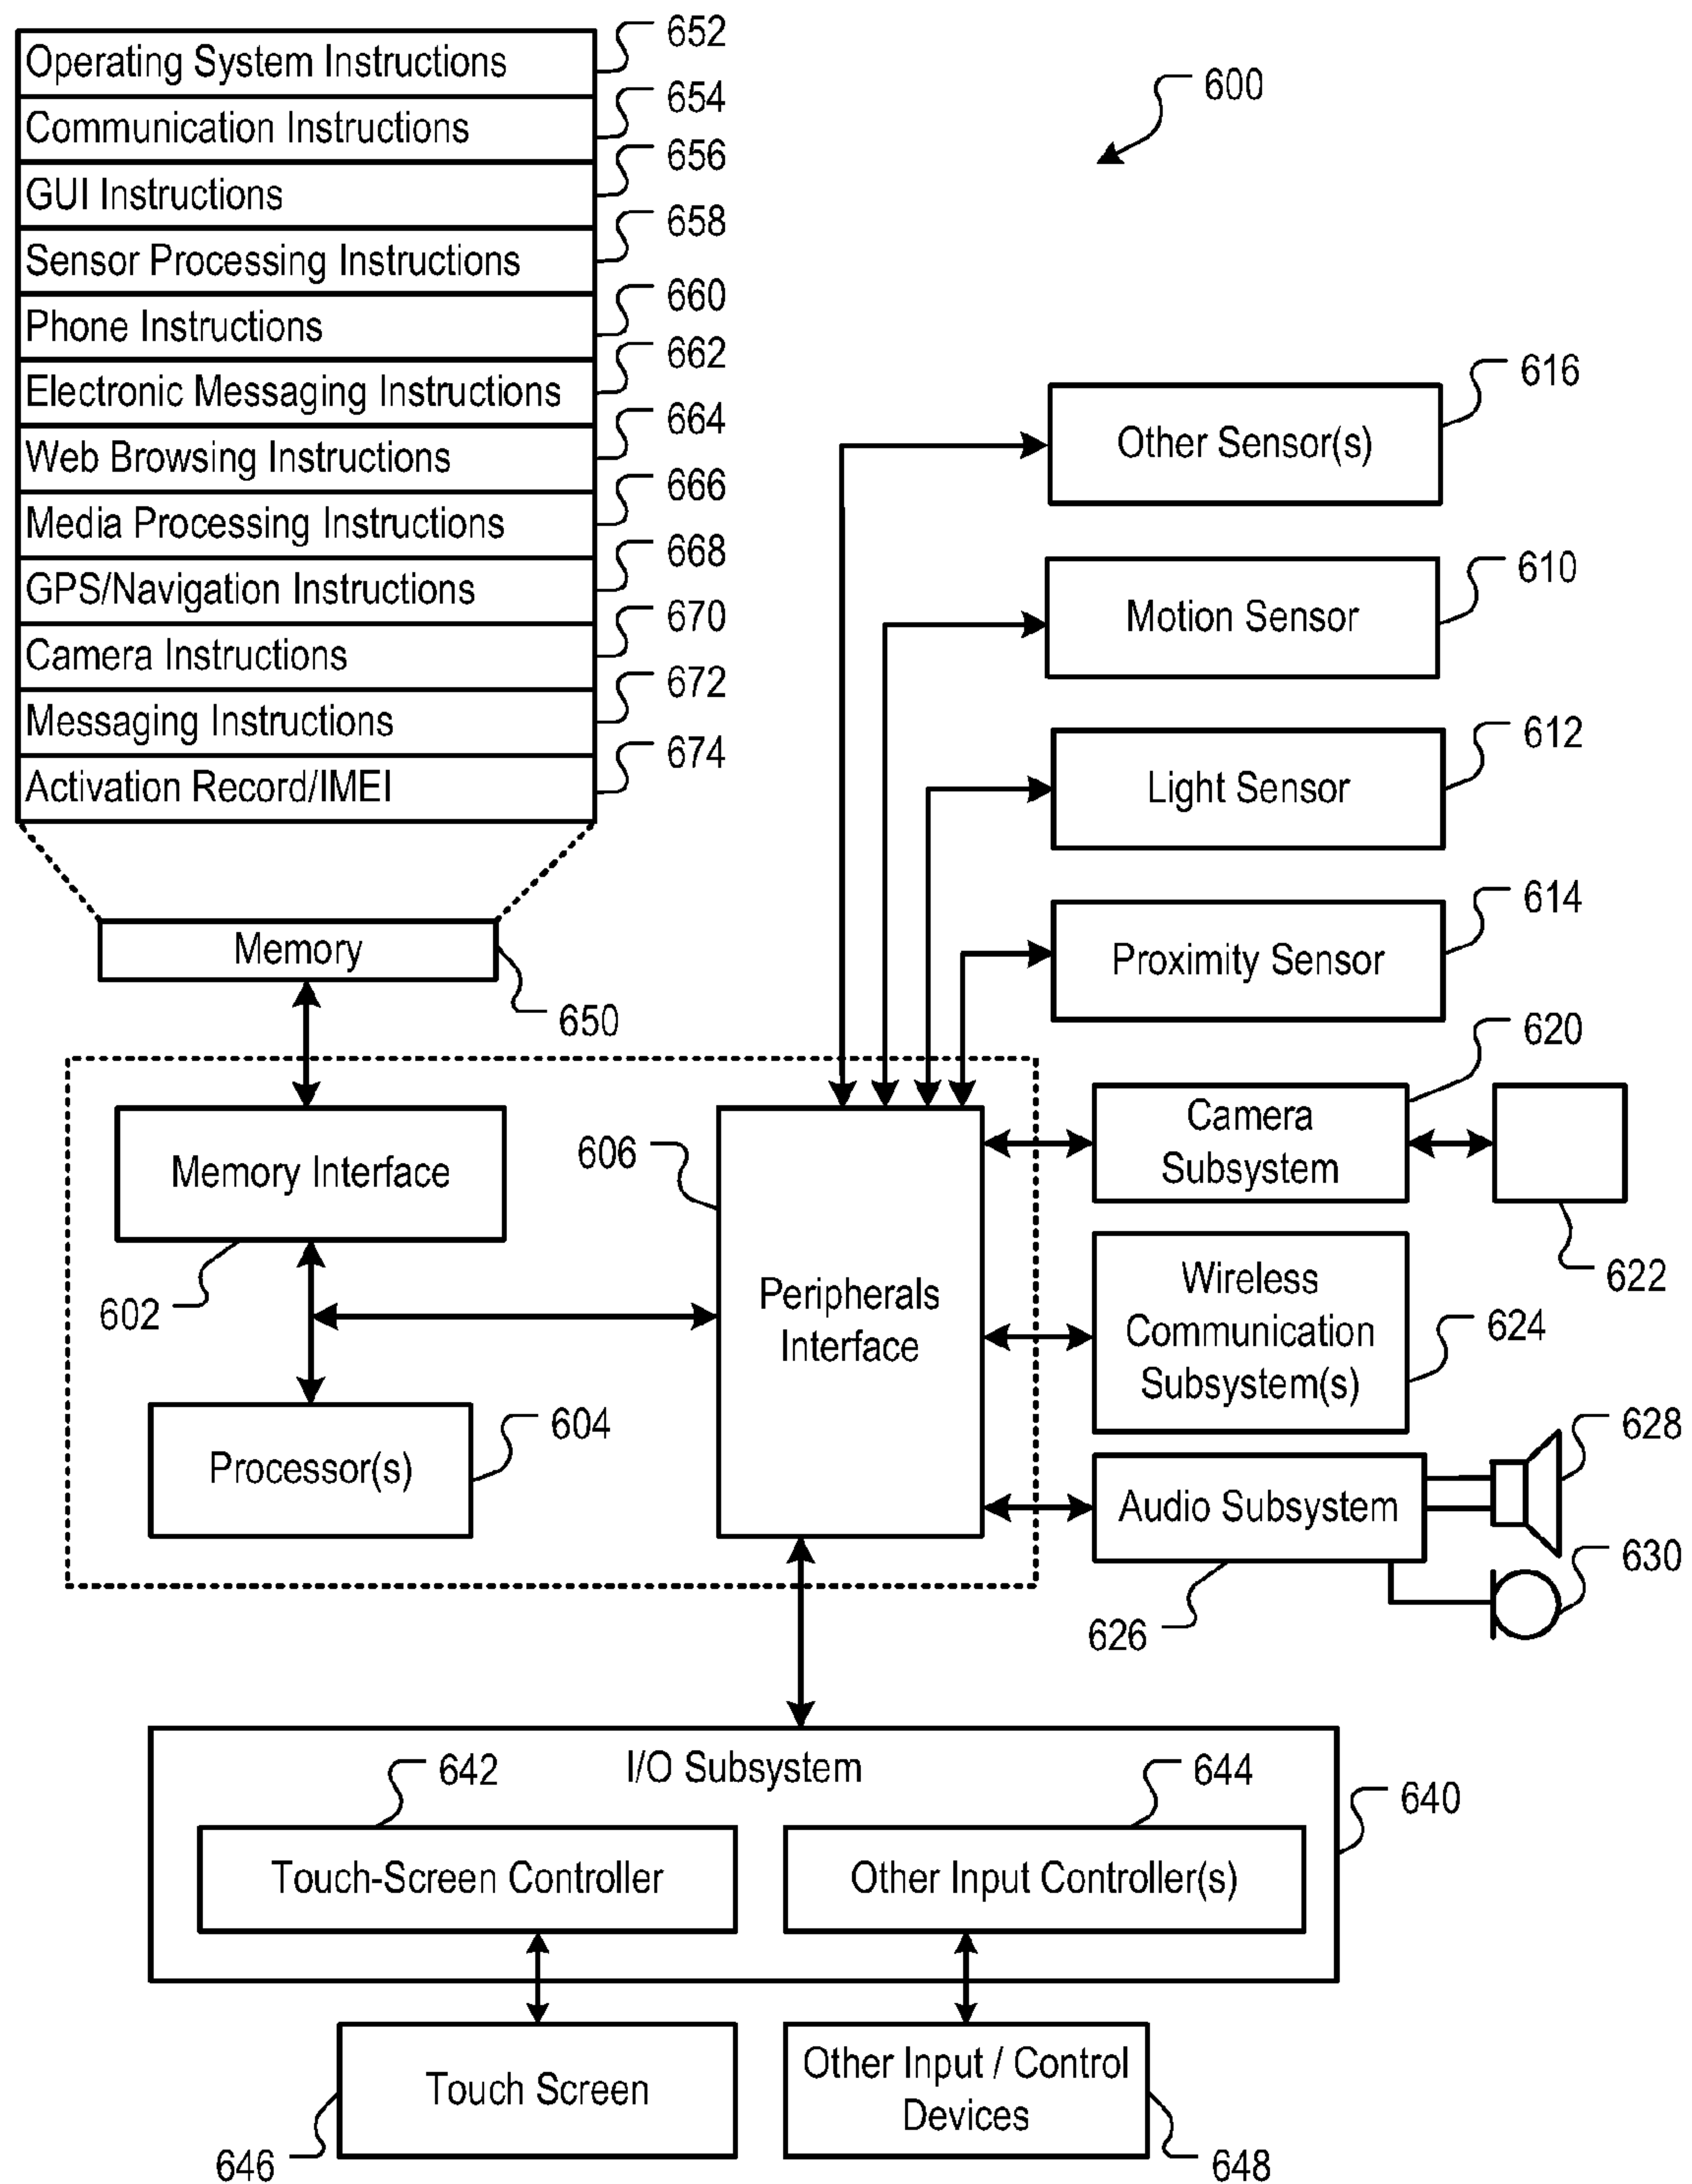 652
Operating System Instructions
654
Communication Instructions
656
GUI Instructions
658
Sensor Processing Instructions
660
Phone Instructions
662
Electronic Messaging Instructions
664
Web Browsing Instructions
666
Media Processing Instructions
668
GPS/Navigation Instructions
670
Camera Instructions
672
Messaging Instructions
674
Activation Record/IMEI
600
616
Other Sensor(s)
610
Motion Sensor
612
Light Sensor
614
Proximity Sensor
Memory
650
620
Camera
Subsystem
622
Memory Interface
602
606
Peripherals
Interface
Wireless
Communication
Subsystem(s)
624
604
Processor(s)
628
Audio Subsystem
630
626
I/O Subsystem
642
644
640
Touch-Screen Controller
Other Input Controller(s)
Touch Screen
Other Input / Control
Devices
646
648